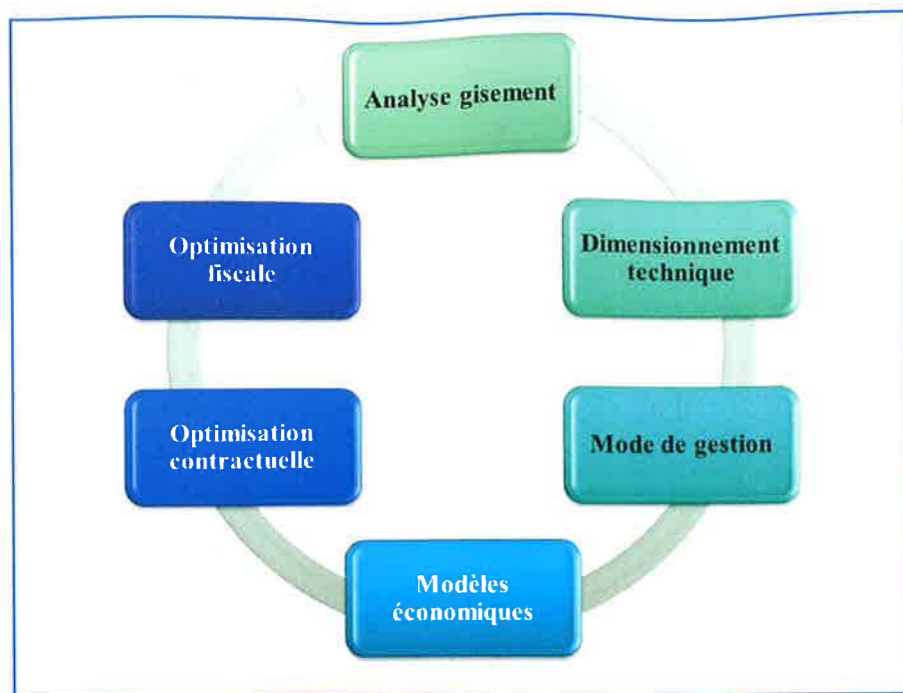 Analyse gisement
Dimensionnement
technique
Mode de gestion
Modèles
économiques
Optimisation
contractuelle
Optimisation
fiscale